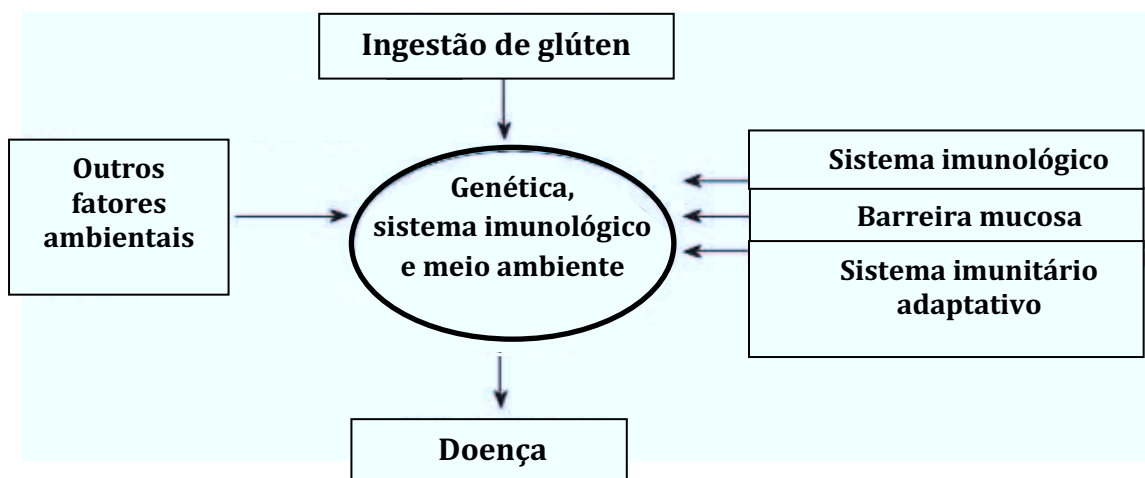 Ingestão de glúten
Outros
fatores
ambientais
Genética,
sistema imunológico
e meio ambiente
Sistema imunológico
Barreira mucosa
Sistema imunitário
adaptativo
Doença